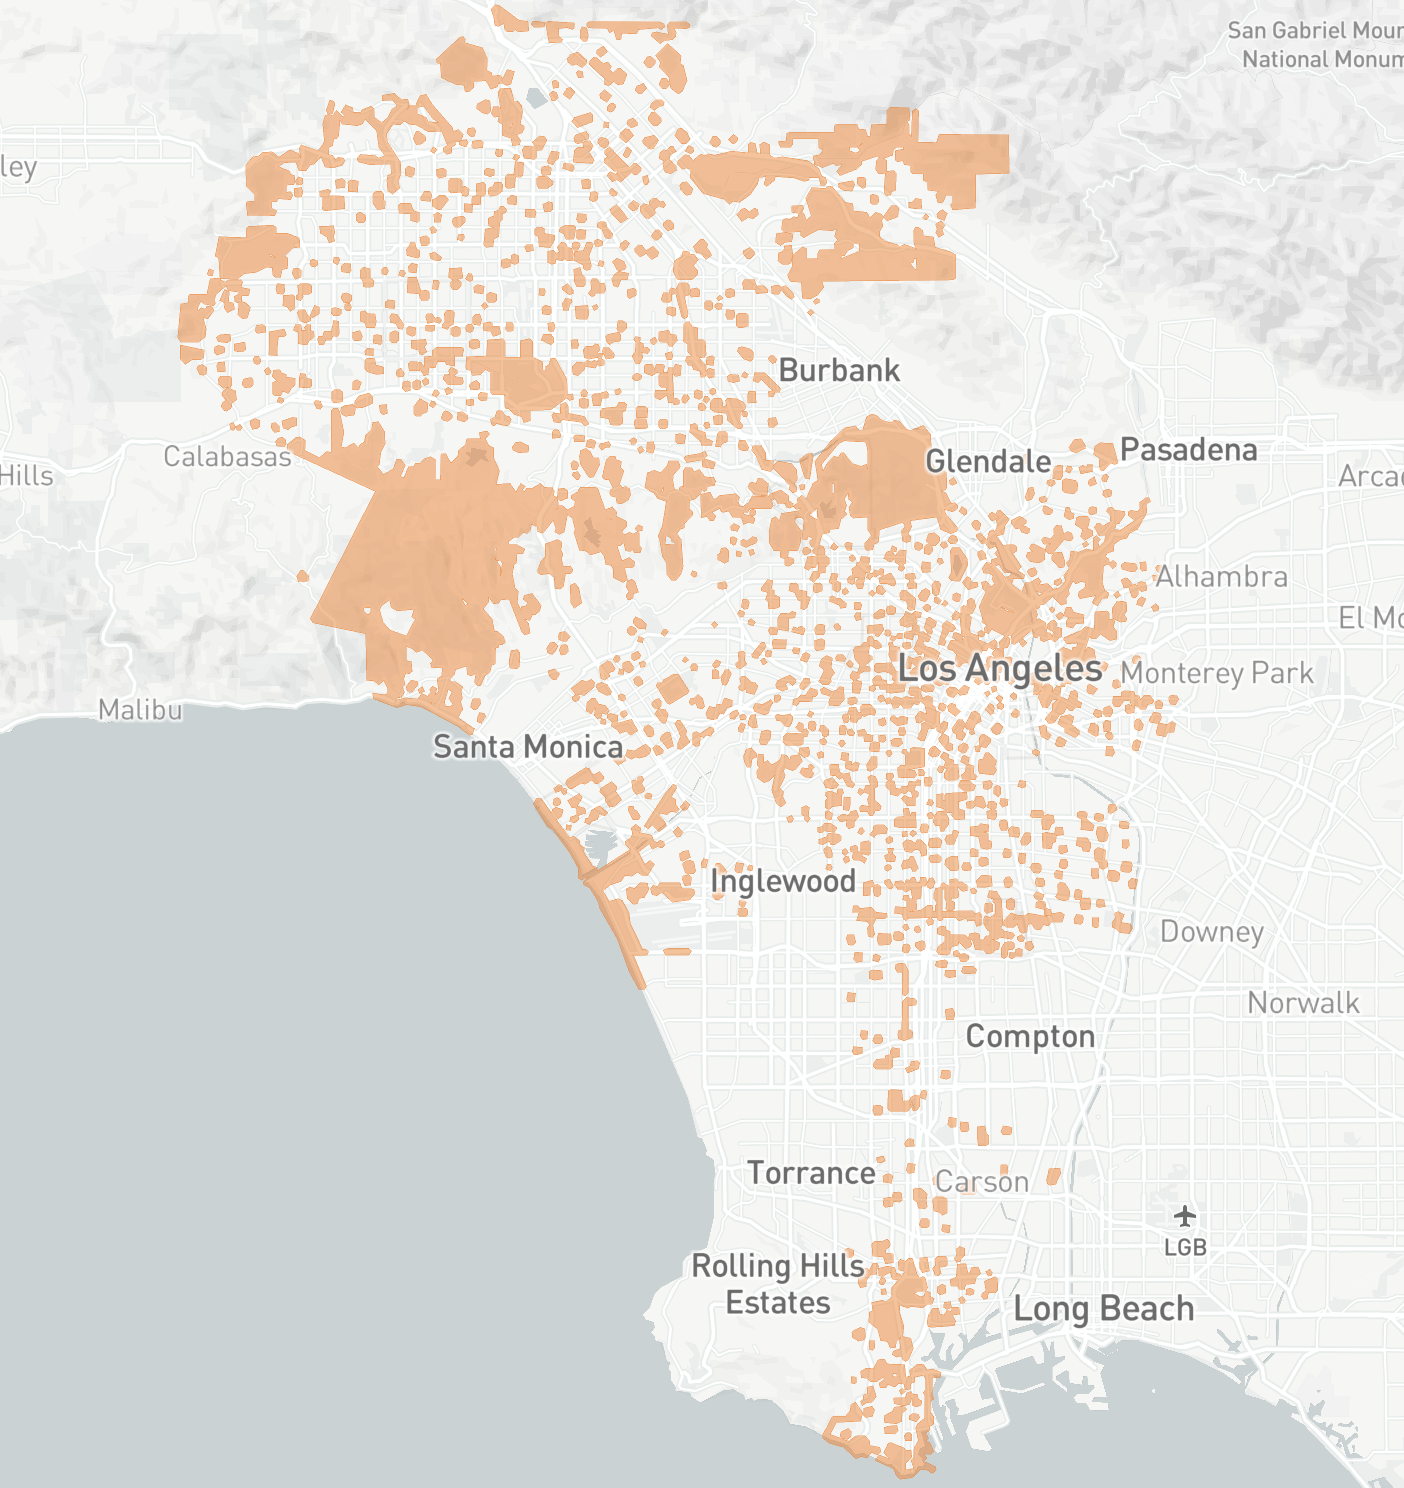 San Gabriel Mour
National Monum
ley
Burbank
Calabasas
Hills
Glendale
Pasadena
Arcad
Alhambra
El Mo
Los Angeles
Monterey Park
Malibu
Santa Monica
Inglewood
Downey
Norwalk
Compton
Torrance
Carson
LGB
Rolling Hills
Estates
Long Beach